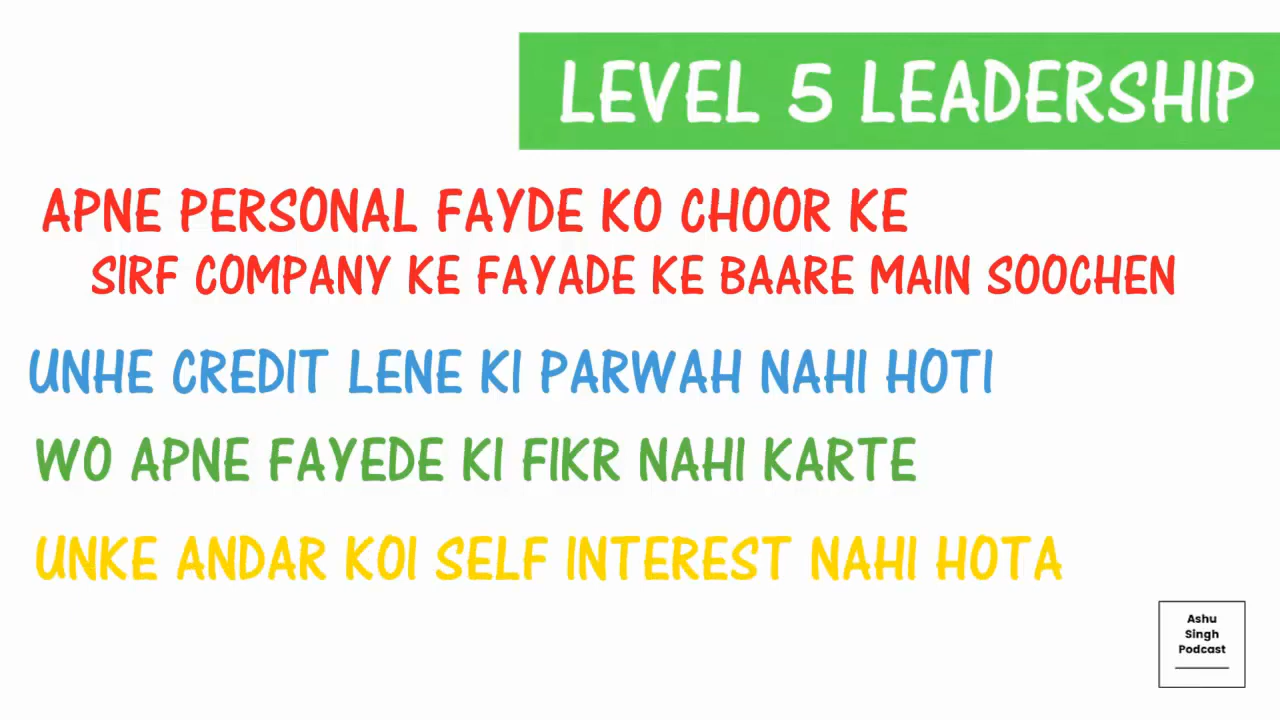 LEVEL 5 LEADERSHIP
APNE PERSONAL FAYDE KO CHOOR KE
SIRF COMPANY KE FAYADE KE BAARE MAIN SOOCHEN
UNHE CREDIT LENE KI PARWAH NAHI HOTI
WO APNE FAYEDE KI FIKR NAHI KARTE
UNKE ANDAR KOI SELF INTEREST NAHI HOTA
Ashu
Singh
Podcast